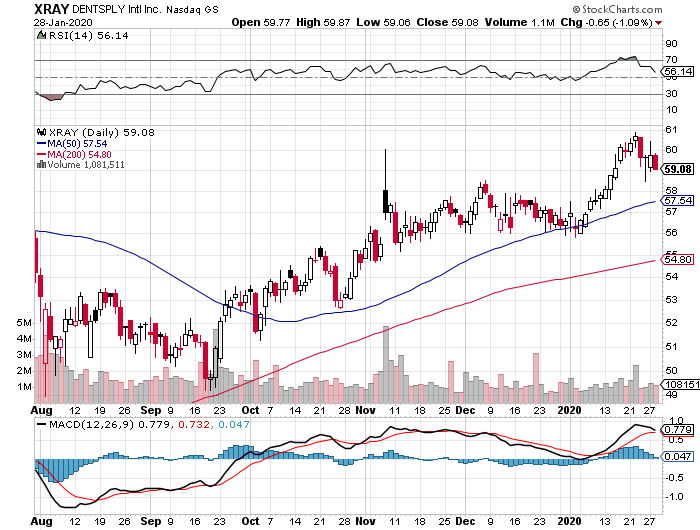 XRAY DENTSPLY Intl Inc. Nasdaq GS © StockCharts.com
28-Jan-2020 Open 59.77 High 59.87 Low 59.06 Close 59.08 Volume 1.1M Chg -0.65 (-1.09%)
RSI(14) 56.14
90
70
56.14
50
30
10
XRAY (Daily) 59.08
MA(50) 57.54
MA(200) 54.80
Volume 1,081,511
61
60
59.08
58
57.54
57
56
55
54.80
54
53
52
51
50
49
5M
4M
3M
2M
1M
108151
Aug 12 19 26 Sep 9 16 23 Oct 7 14 21 28 Nov 11 18 25 Dec 9 16 23 2020 13 21 27
MACD(12,26,9) 0.779, 0.732, 0.047
1.0
0.779
0.5
0.047
-0.5
-1.0
Aug 12 19 26 Sep 9 16 23 Oct 7 14 21 28 Nov 11 18 25 Dec 9 16 23 2020 13 21 27